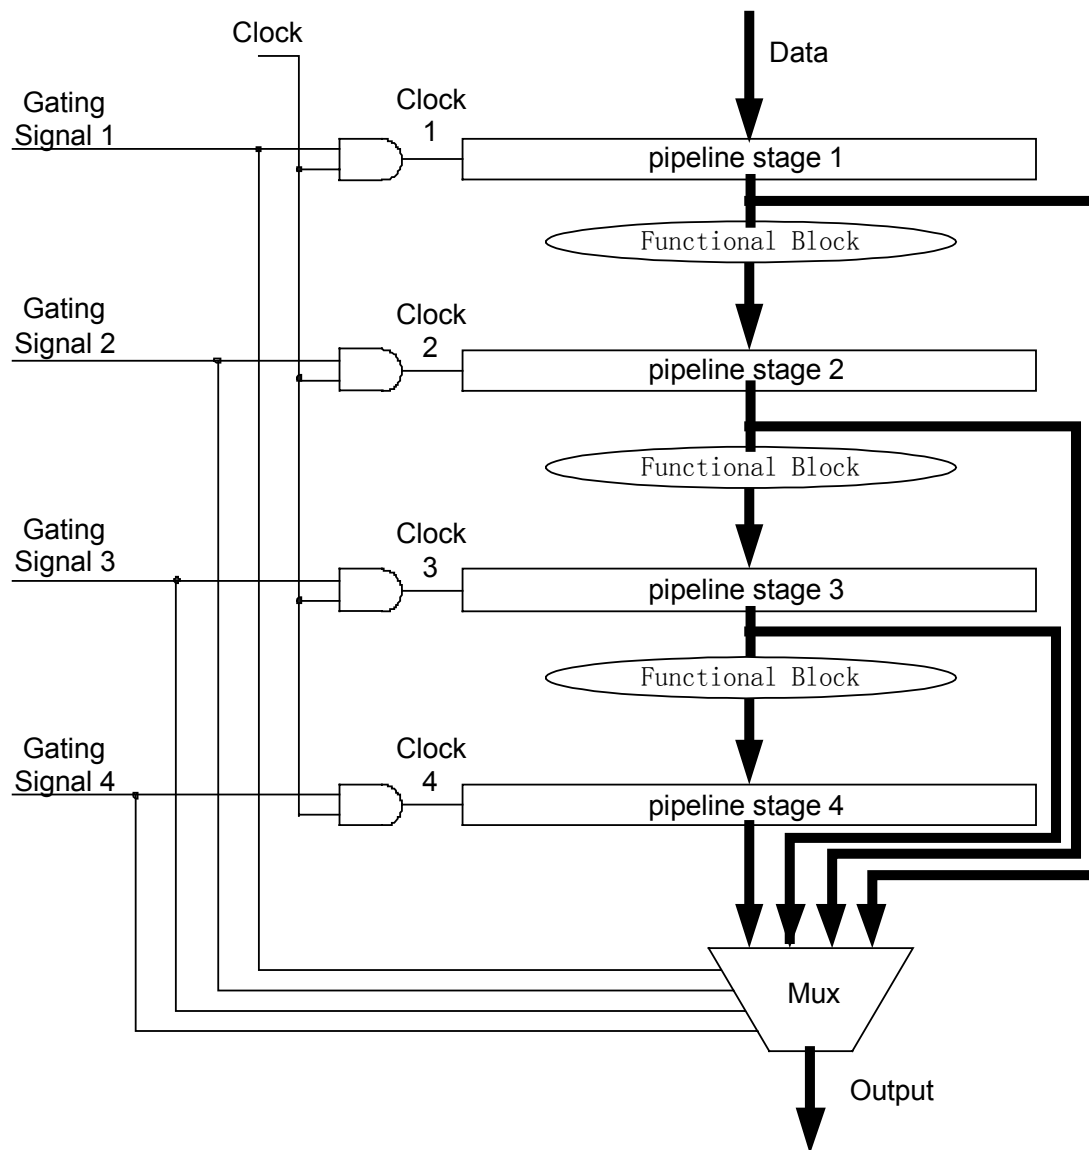 Clock
Data
Gating
Signal 1
Clock
1
pipeline stage 1
Functional Block
Gating
Signal 2
Clock
2
pipeline stage 2
Functional Block
Gating
Signal 3
Clock
3
pipeline stage 3
Functional Block
Gating
Signal 4
Clock
4
pipeline stage 4
Mux
Output